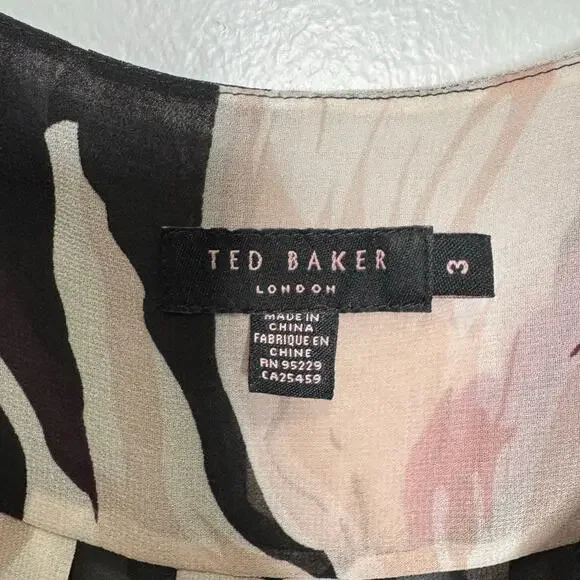 TED BAKER
LONDON
3
MADE IN
CHINA
FABRIQUE EN
CHINE
RN 95229
CA25459